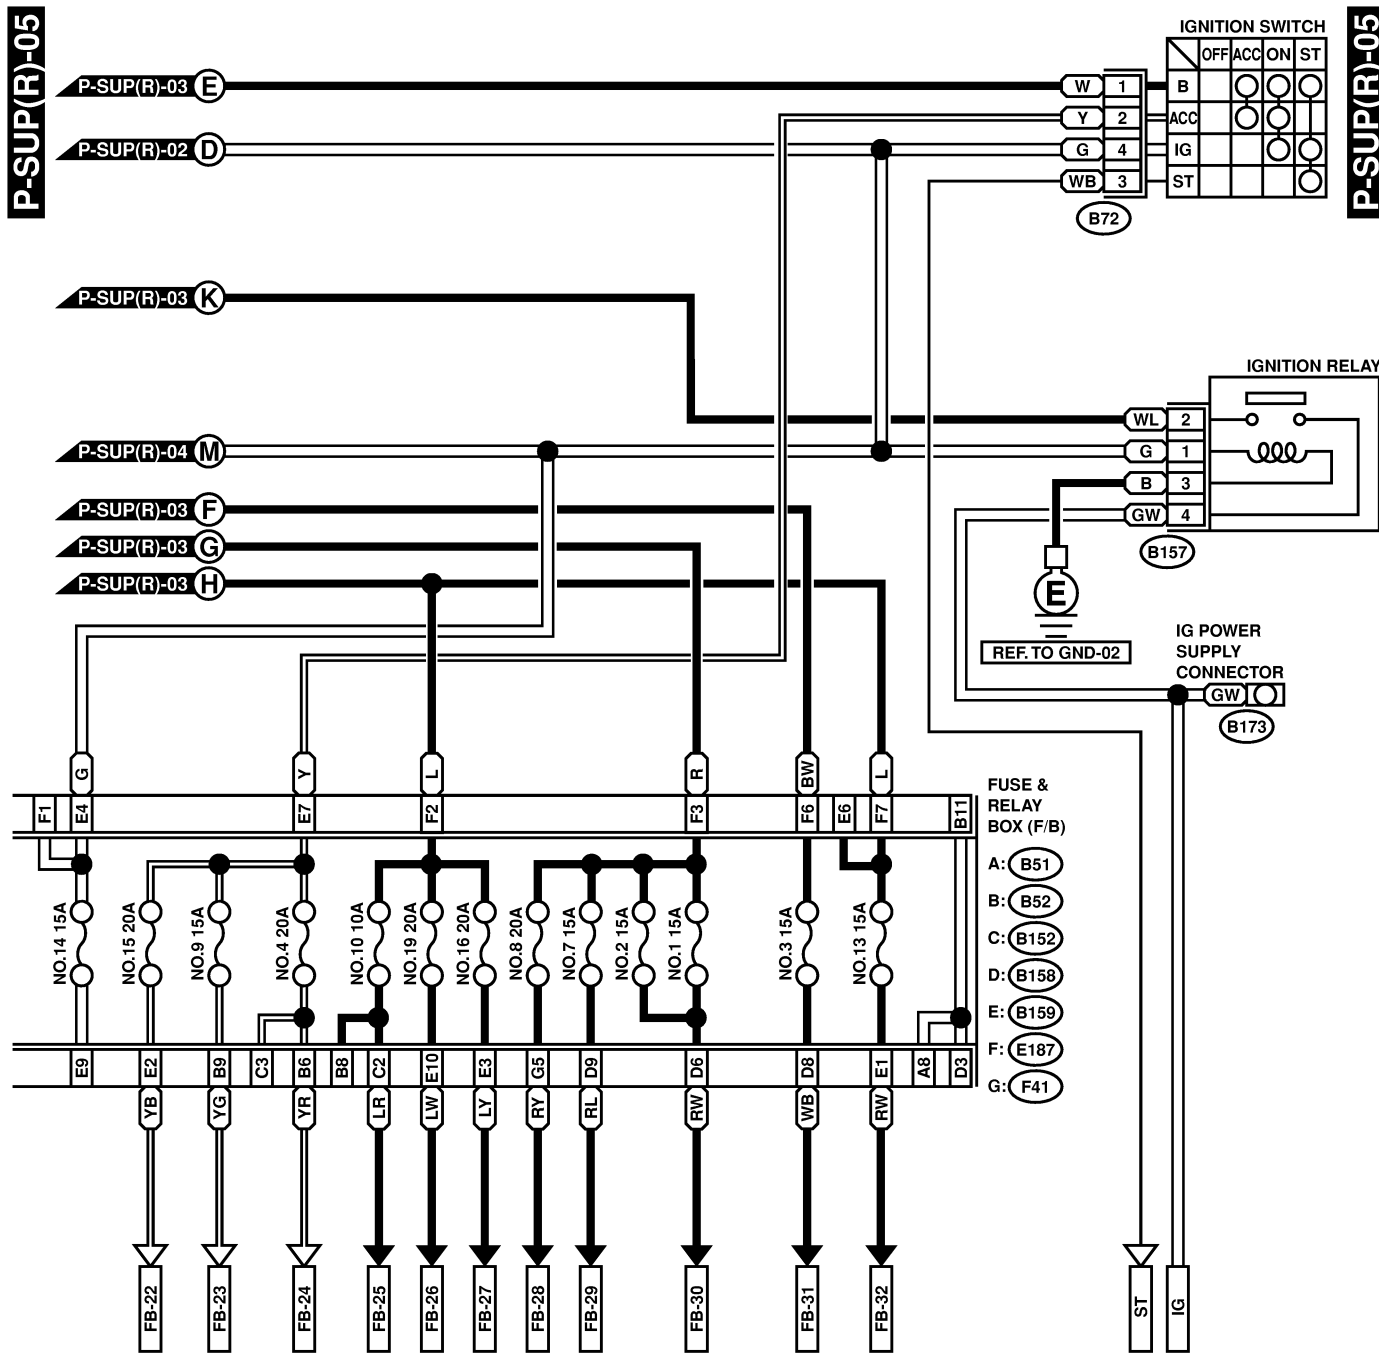 P-SUP(R)-05
P-SUP(R)-05
IGNITION SWITCH
OFF ACC ON ST
P-SUP(R)-03 E W 1 B
Y 2 ACC
P-SUP(R)-02 D G 4 IG
WB 3 ST
B72
P-SUP(R)-03 K
IGNITION RELAY
WL 2
P-SUP(R)-04 M G 1
B 3
P-SUP(R)-03 F GW 4
P-SUP(R)-03 G B157
P-SUP(R)-03 H
E
REF. TO GND-02
IG POWER
SUPPLY
CONNECTOR
GW
B173
G Y L R BW L
F1 E4 E7 F2 F3 F6 E6 F7 B11
FUSE &
RELAY
BOX (F/B)
A: B51
B: B52
C: B152
D: B158
E: B159
F: E187
G: F41
NO.14 15A
NO.15 20A
NO.9 15A
NO.4 20A
NO.10 10A
NO.19 20A
NO.16 20A
NO.8 20A
NO.7 15A
NO.2 15A
NO.1 15A
NO.3 15A
NO.13 15A
E9 E2 B9 C3 B6 B8 C2 E10 E3 G5 D9 D6 D8 E1 A8 D3
YB YG YR LR LW LY RY RL RW WB RW
FB-22 FB-23 FB-24 FB-25 FB-26 FB-27 FB-28 FB-29 FB-30 FB-31 FB-32 ST IG